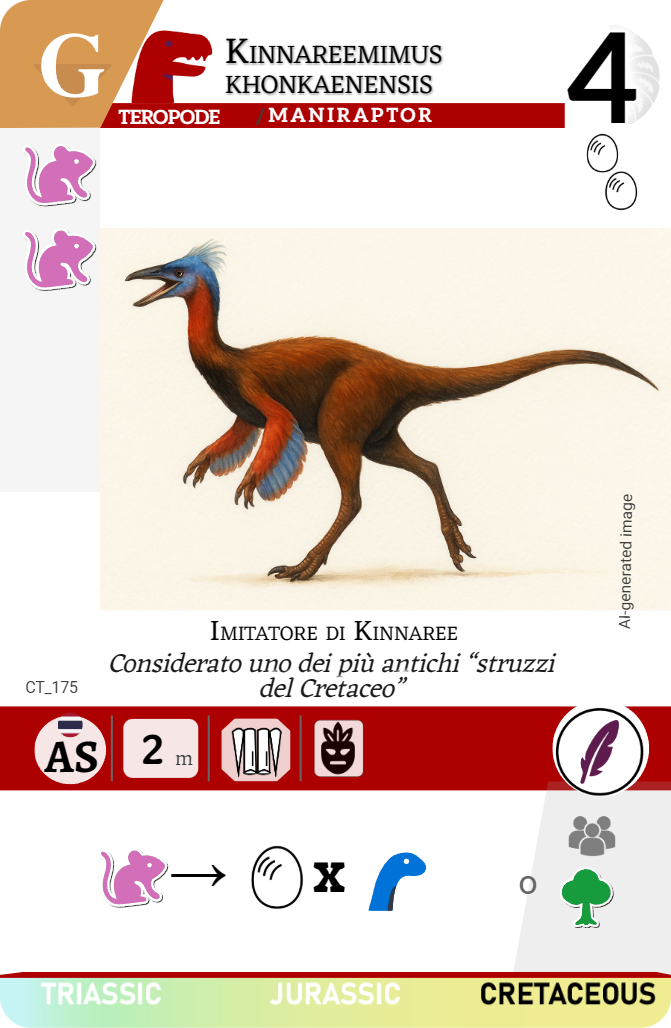 G
Kinnareemimus
khonkaenensis
4
TEROPODE / MANIRAPTOR
AI-generated image
Imitatore di Kinnaree
Considerato uno dei più antichi “struzzi
del Cretaceo”
CT_175
AS
2 m
x
o
TRIASSIC JURASSIC CRETACEOUS